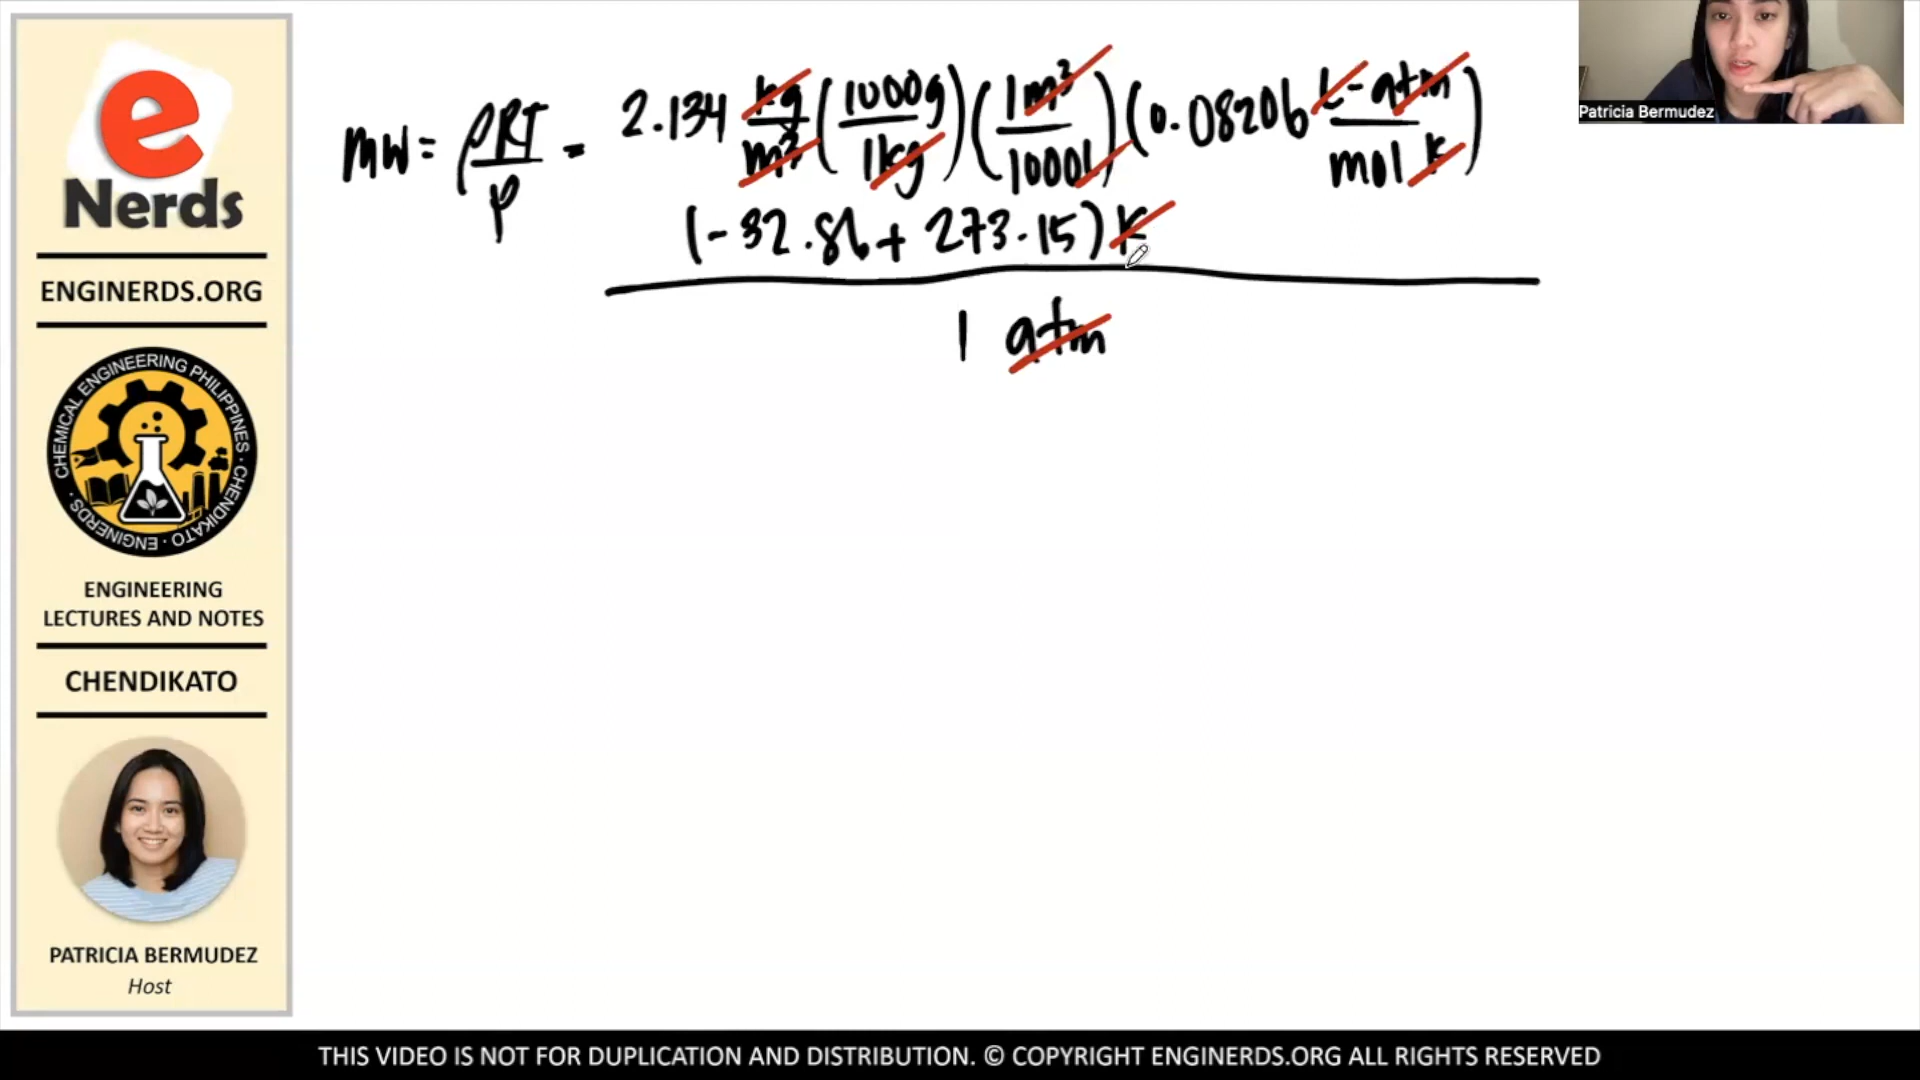 e
Nerds
ENGINERDS.ORG
CHEMICAL ENGINEERING PHILIPPINES · CHENDIKATO · ENGINERDS ·
ENGINEERING
LECTURES AND NOTES
CHENDIKATO
PATRICIA BERMUDEZ
Host
MW = ρRT/P = 2.134 kg/m³ (1000g/1kg) (1m³/1000L) (0.08206 L-atm/mol K)
(-32.86 + 273.15) K
1 atm
Patricia Bermudez
THIS VIDEO IS NOT FOR DUPLICATION AND DISTRIBUTION. © COPYRIGHT ENGINERDS.ORG ALL RIGHTS RESERVED